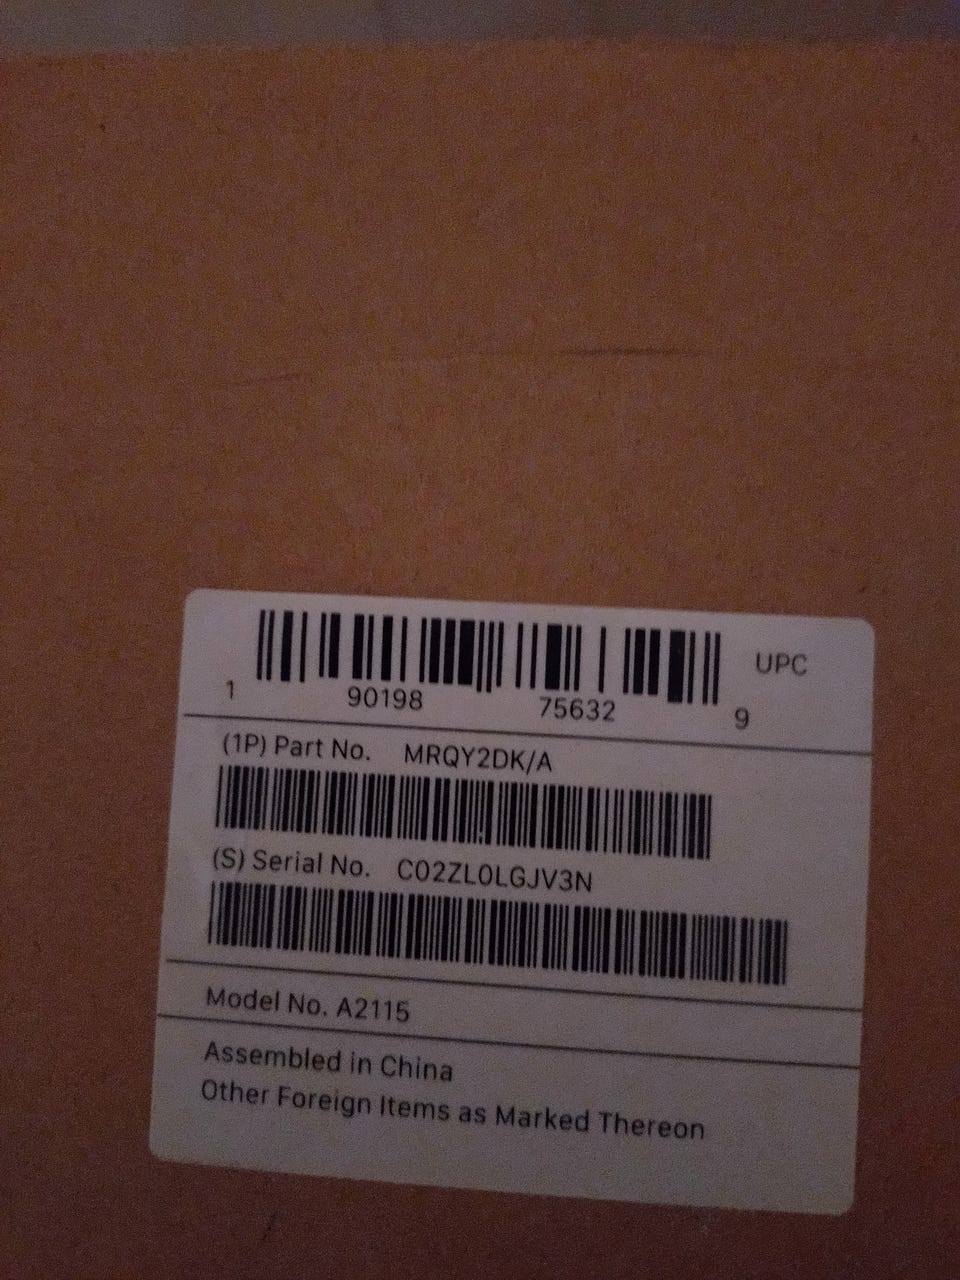 UPC
1 90198 75632 9
(1P) Part No. MRQY2DK/A
(S) Serial No. C02ZL0LGJV3N
Model No. A2115
Assembled in China
Other Foreign Items as Marked Thereon